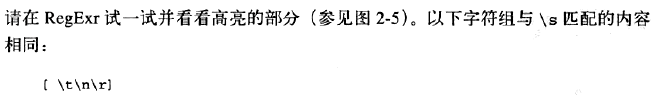 请在 RegExr 试一试并看看高亮的部分（参见图 2-5）。以下字符组与 \s 匹配的内容
相同：
[ \t\n\r]